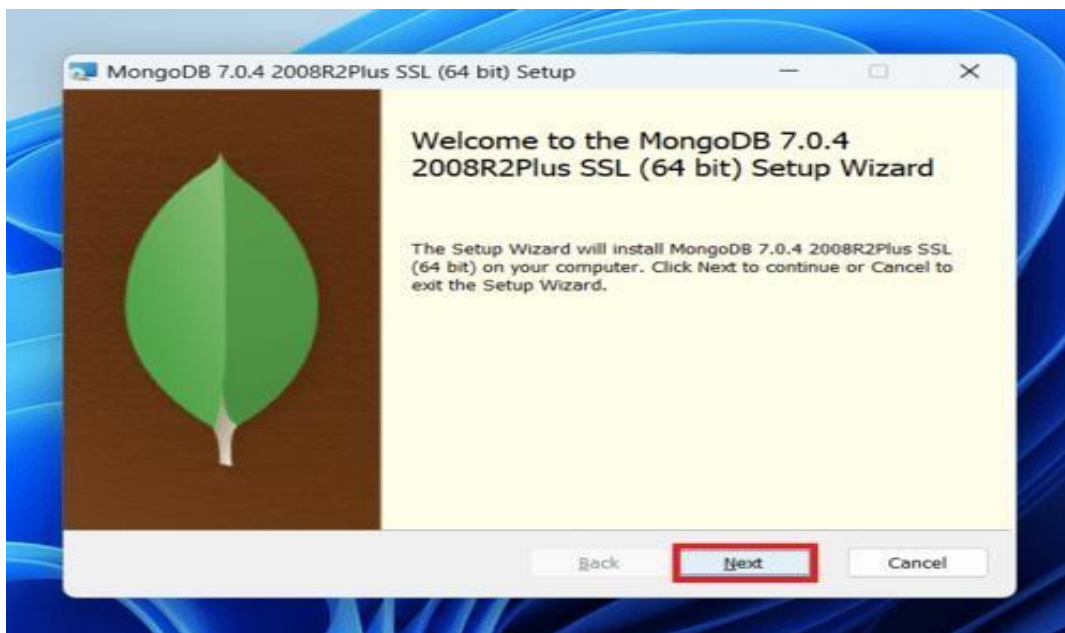 MongoDB 7.0.4 2008R2Plus SSL (64 bit) Setup
Welcome to the MongoDB 7.0.4
2008R2Plus SSL (64 bit) Setup Wizard
The Setup Wizard will install MongoDB 7.0.4 2008R2Plus SSL
(64 bit) on your computer. Click Next to continue or Cancel to
exit the Setup Wizard.
Back Next Cancel